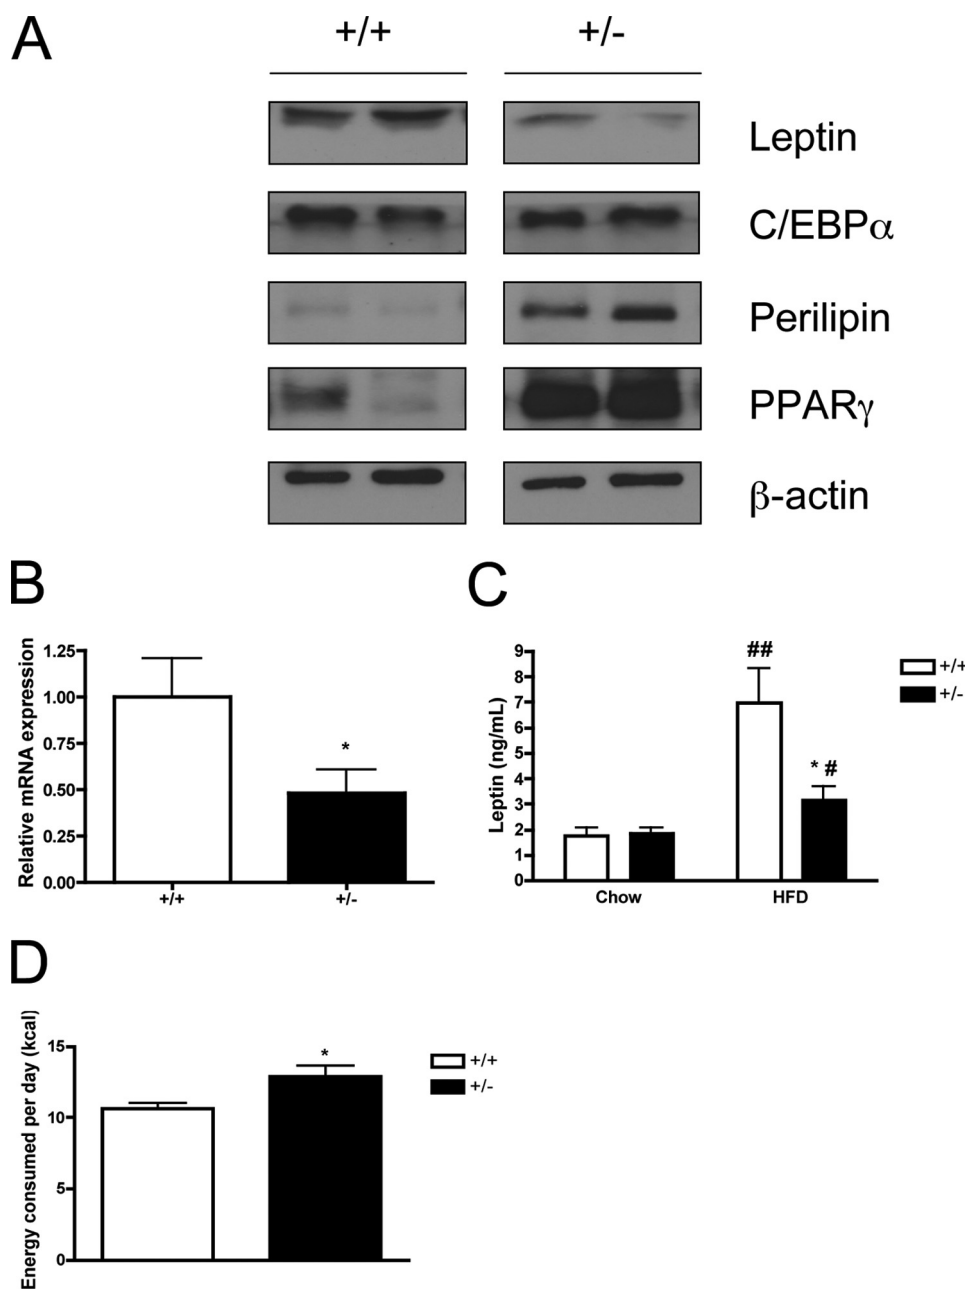 A
+/+ +/-
Leptin
C/EBPα
Perilipin
PPARγ
β-actin
B
Relative mRNA expression
1.25
1.00
0.75
0.50
0.25
0.00
*
+/+ +/-
C
Leptin (ng/mL)
9
8
7
6
5
4
3
2
1
0
##
* #
Chow HFD
+/+
+/-
D
Energy consumed per day (kcal)
15
10
5
0
*
+/+
+/-